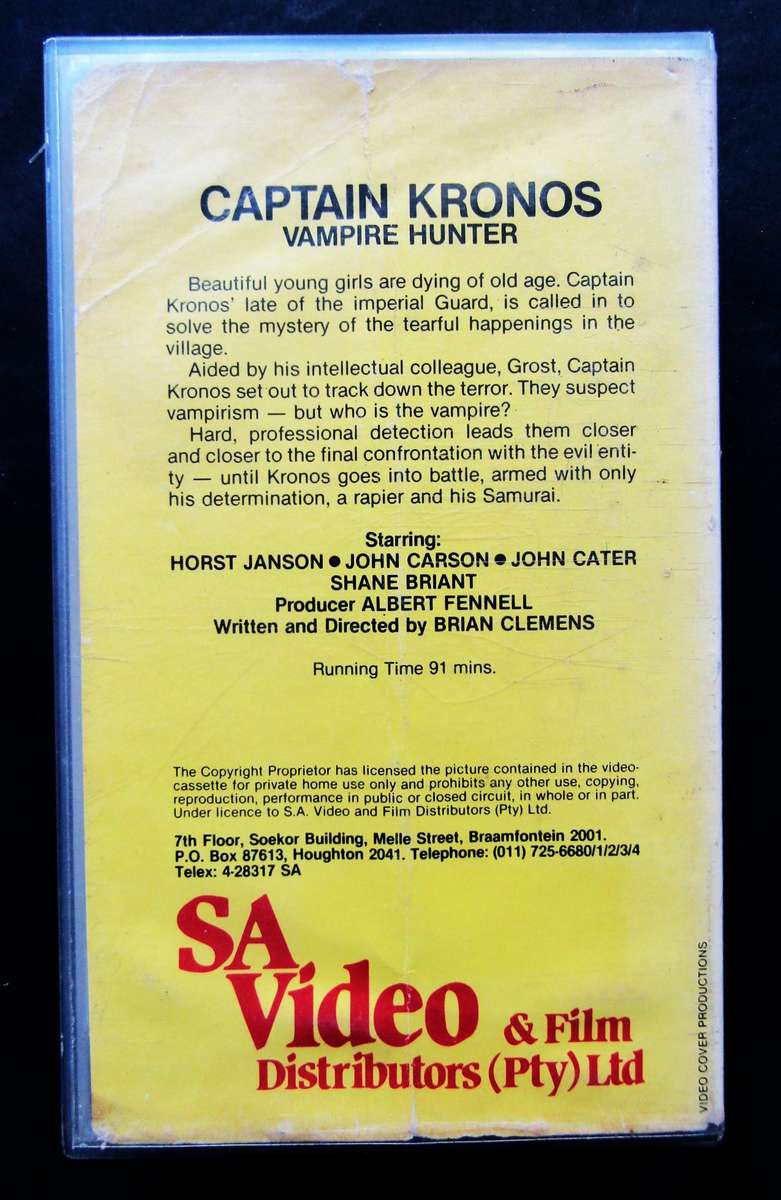 CAPTAIN KRONOS
VAMPIRE HUNTER
Beautiful young girls are dying of old age. Captain
Kronos' late of the imperial Guard, is called in to
solve the mystery of the tearful happenings in the
village.
Aided by his intellectual colleague, Grost, Captain
Kronos set out to track down the terror. They suspect
vampirism — but who is the vampire?
Hard, professional detection leads them closer
and closer to the final confrontation with the evil enti-
ty — until Kronos goes into battle, armed with only
his determination, a rapier and his Samurai.
Starring:
HORST JANSON ● JOHN CARSON ● JOHN CATER
SHANE BRIANT
Producer ALBERT FENNELL
Written and Directed by BRIAN CLEMENS
Running Time 91 mins.
The Copyright Proprietor has licensed the picture contained in the video-
cassette for private home use only and prohibits any other use, copying,
reproduction, performance in public or closed circuit, in whole or in part.
Under licence to S.A. Video and Film Distributors (Pty) Ltd.
7th Floor, Soekor Building, Melle Street, Braamfontein 2001.
P.O. Box 87613, Houghton 2041. Telephone: (011) 725-6680/1/2/3/4
Telex: 4-28317 SA
SA
Video
& Film
Distributors (Pty) Ltd
VIDEO COVER PRODUCTIONS